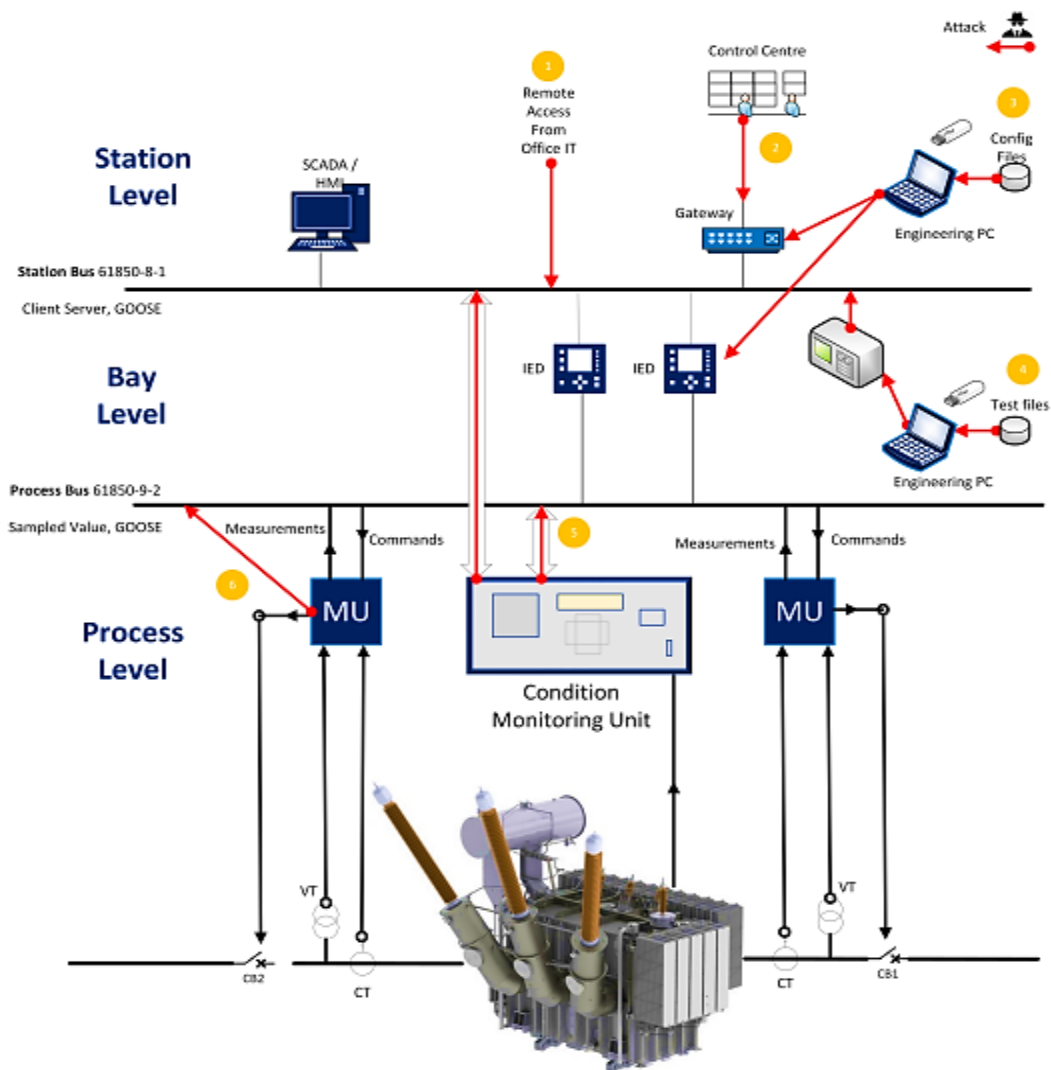 Attack
1
Remote
Access
From
Office IT
Control Centre
2
3
Config
Files
Station
Level
SCADA /
HMI
Gateway
Engineering PC
Station Bus 61850-8-1
Client Server, GOOSE
Bay
Level
IED
IED
4
Test files
Engineering PC
Process Bus 61850-9-2
Sampled Value, GOOSE
Measurements
Commands
5
Measurements
Commands
6
MU
MU
Process
Level
Condition
Monitoring Unit
VT
VT
CB2
CT
CT
CB1